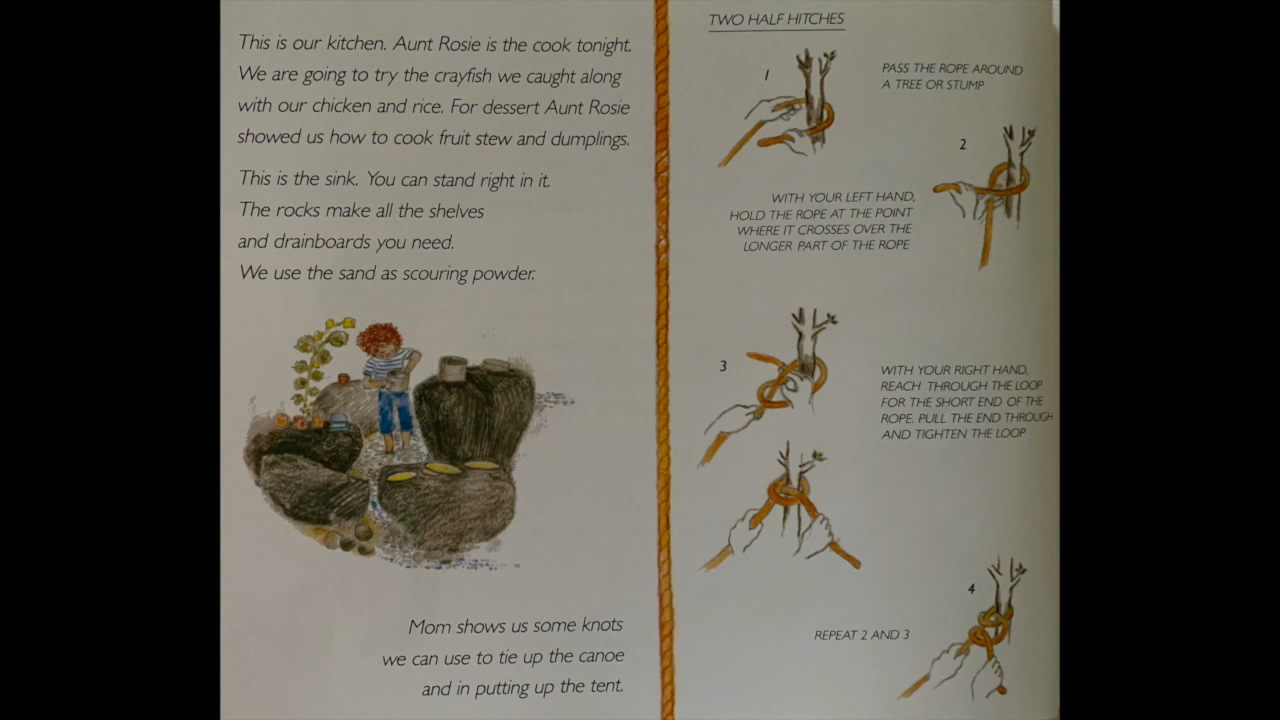 This is our kitchen. Aunt Rosie is the cook tonight.
We are going to try the crayfish we caught along
with our chicken and rice. For dessert Aunt Rosie
showed us how to cook fruit stew and dumplings.
This is the sink. You can stand right in it.
The rocks make all the shelves
and drainboards you need.
We use the sand as scouring powder.
Mom shows us some knots
we can use to tie up the canoe
and in putting up the tent.
TWO HALF HITCHES
1
PASS THE ROPE AROUND
A TREE OR STUMP
2
WITH YOUR LEFT HAND,
HOLD THE ROPE AT THE POINT
WHERE IT CROSSES OVER THE
LONGER PART OF THE ROPE
3
WITH YOUR RIGHT HAND,
REACH THROUGH THE LOOP
FOR THE SHORT END OF THE
ROPE. PULL THE END THROUGH
AND TIGHTEN THE LOOP
4
REPEAT 2 AND 3